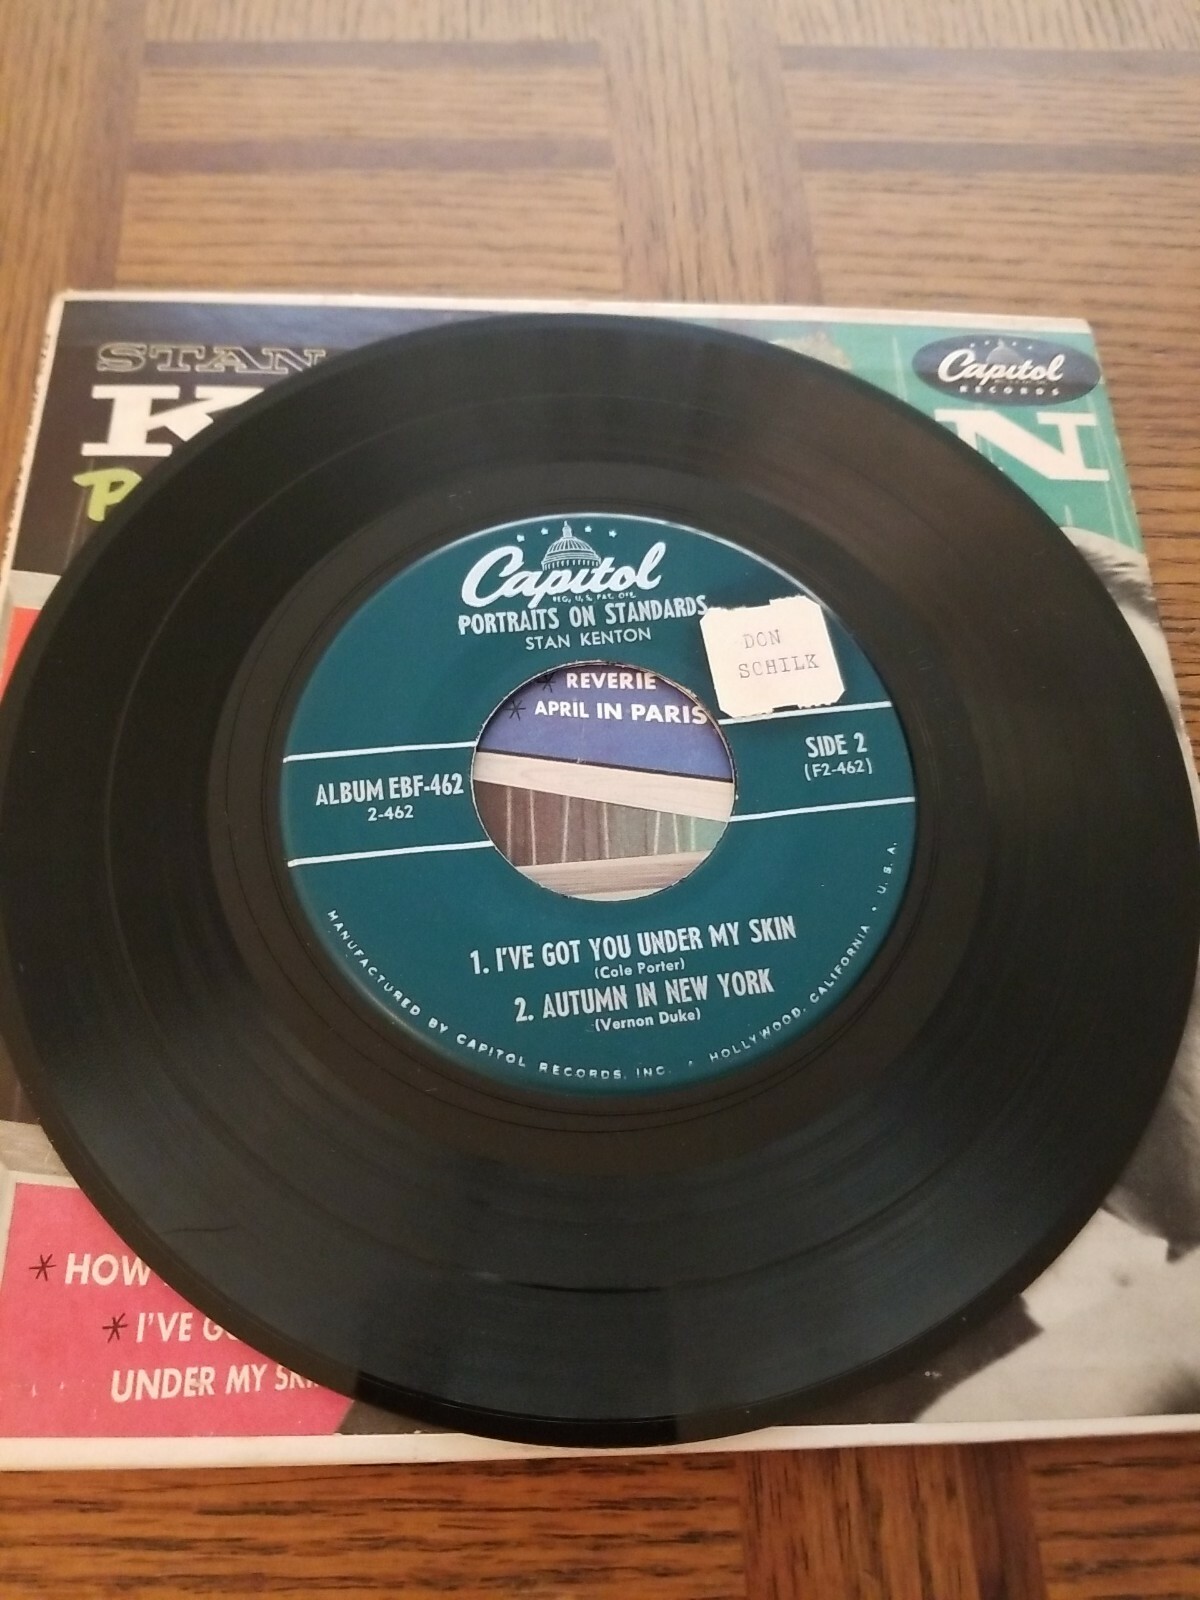 STAN
Capitol
RECORDS
K
N
P
Capitol
REG. U.S. PAT. OFF.
PORTRAITS ON STANDARDS
STAN KENTON
DON
SCHILK
* REVERIE
* APRIL IN PARIS
SIDE 2
(F2-462)
ALBUM EBF-462
2-462
1. I'VE GOT YOU UNDER MY SKIN
(Cole Porter)
2. AUTUMN IN NEW YORK
(Vernon Duke)
MANUFACTURED BY CAPITOL RECORDS, INC. • HOLLYWOOD, CALIFORNIA • U.S.A.
* HOW
* I'VE G
UNDER MY SK